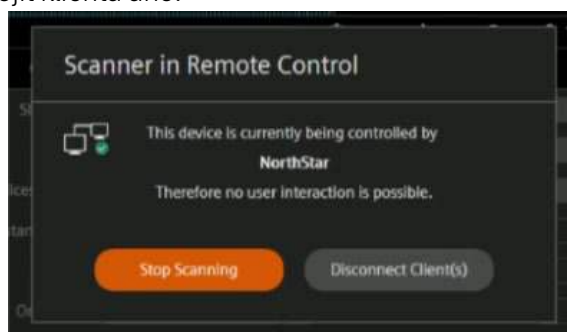 Scanner in Remote Control
This device is currently being controlled by
NorthStar
Therefore no user interaction is possible.
Stop Scanning
Disconnect Client(s)